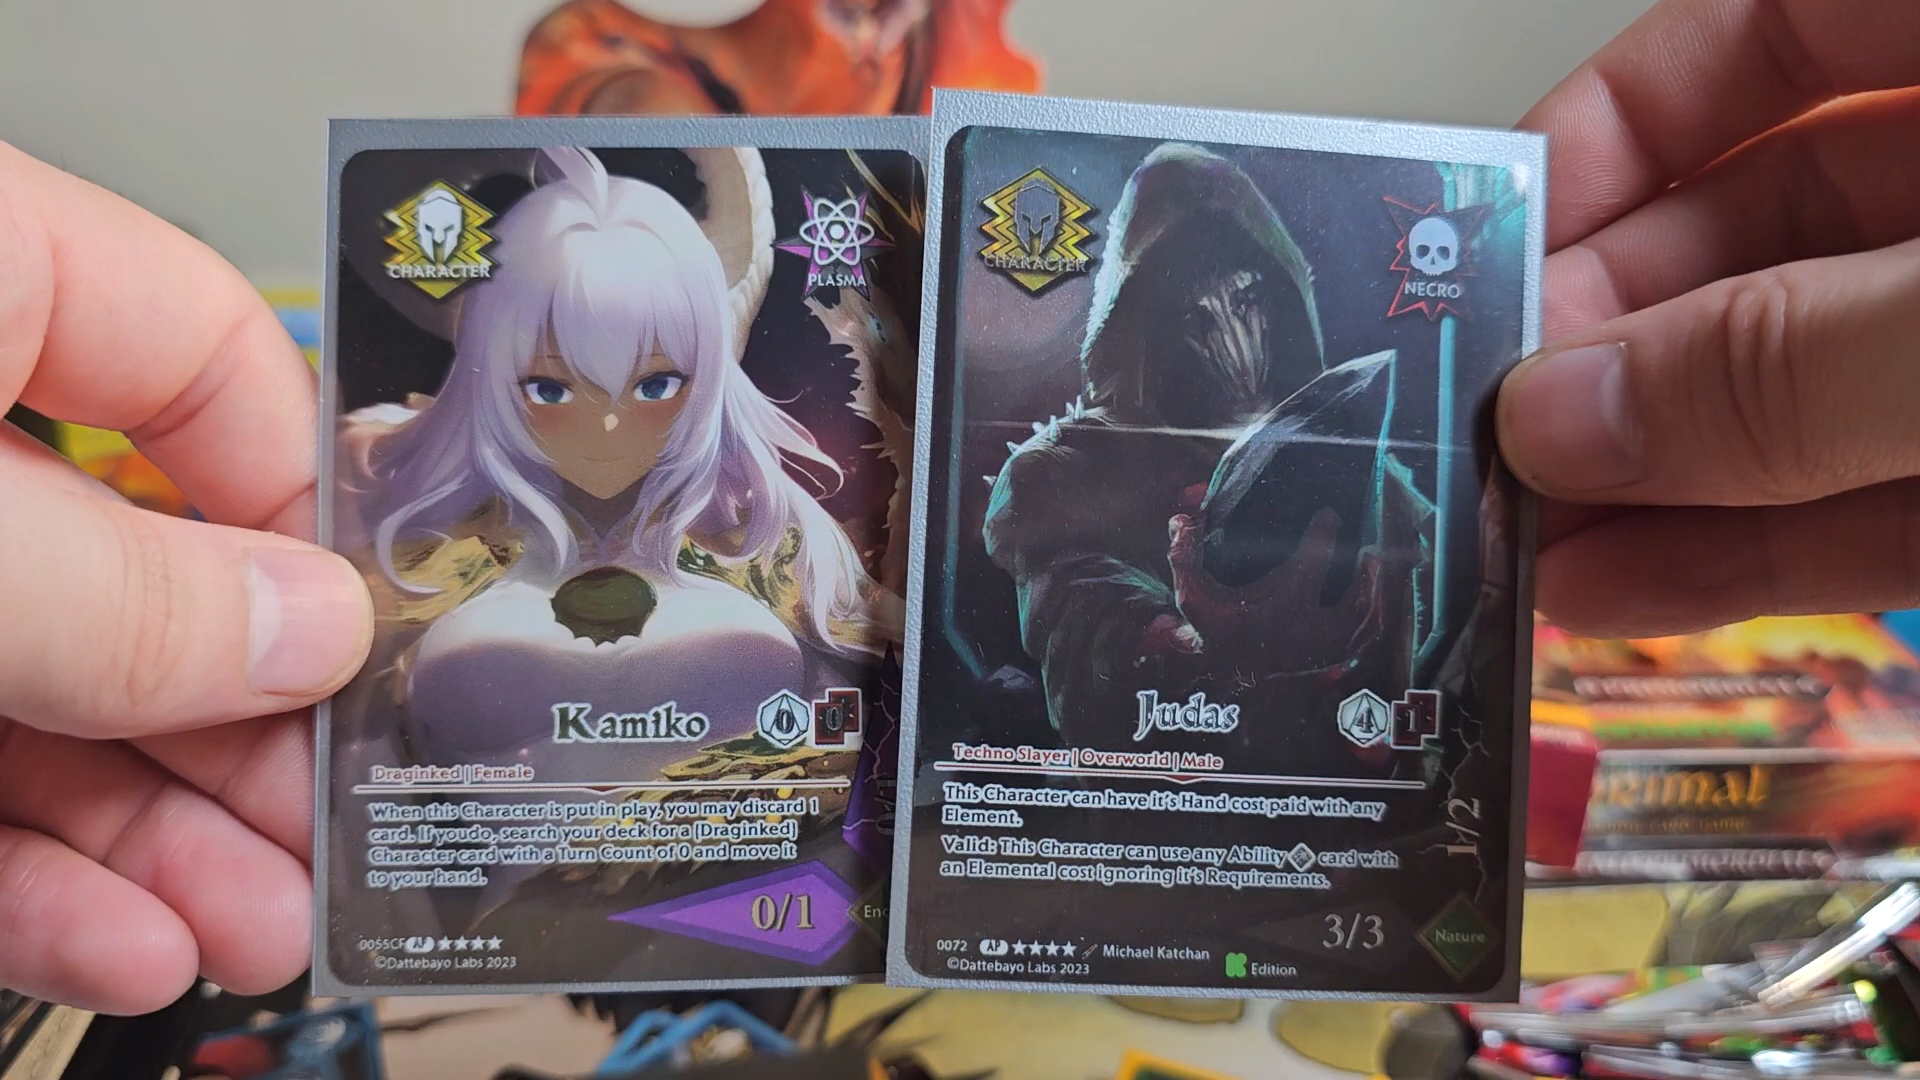 CHARACTER
PLASMA
Kamiko
0
0
Draginked | Female
When this Character is put in play, you may discard 1
card. If you do, search your deck for a [Draginked]
Character card with a Turn Count of 0 and move it
to your hand.
0/1
Enc
0055CF AP ★★★★
©Dattebayo Labs 2023
CHARACTER
NECRO
Judas
4
1
Techno Slayer | Overworld | Male
This Character can have it's Hand cost paid with any
Element.
Valid: This Character can use any Ability card with
an Elemental cost ignoring it's Requirements.
1/2
3/3
Nature
0072 AP ★★★★ Michael Katchan
©Dattebayo Labs 2023
K Edition
primal